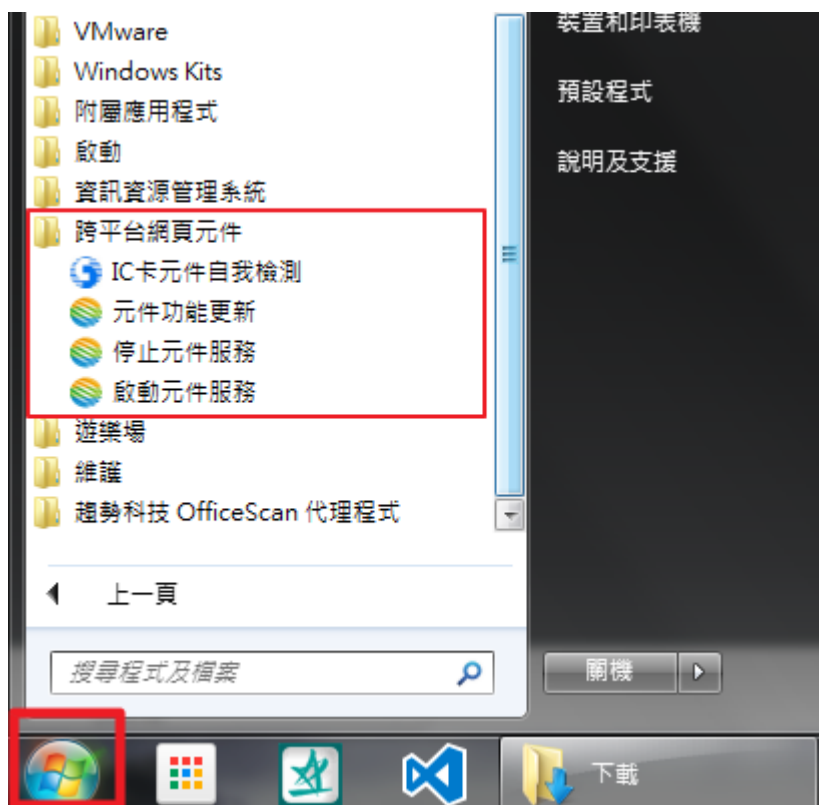 VMware
Windows Kits
附屬應用程式
啟動
資訊資源管理系統
跨平台網頁元件
IC卡元件自我檢測
元件功能更新
停止元件服務
啟動元件服務
遊樂場
維護
趨勢科技 OfficeScan 代理程式
上一頁
搜尋程式及檔案
裝置和印表機
預設程式
說明及支援
關機
下載